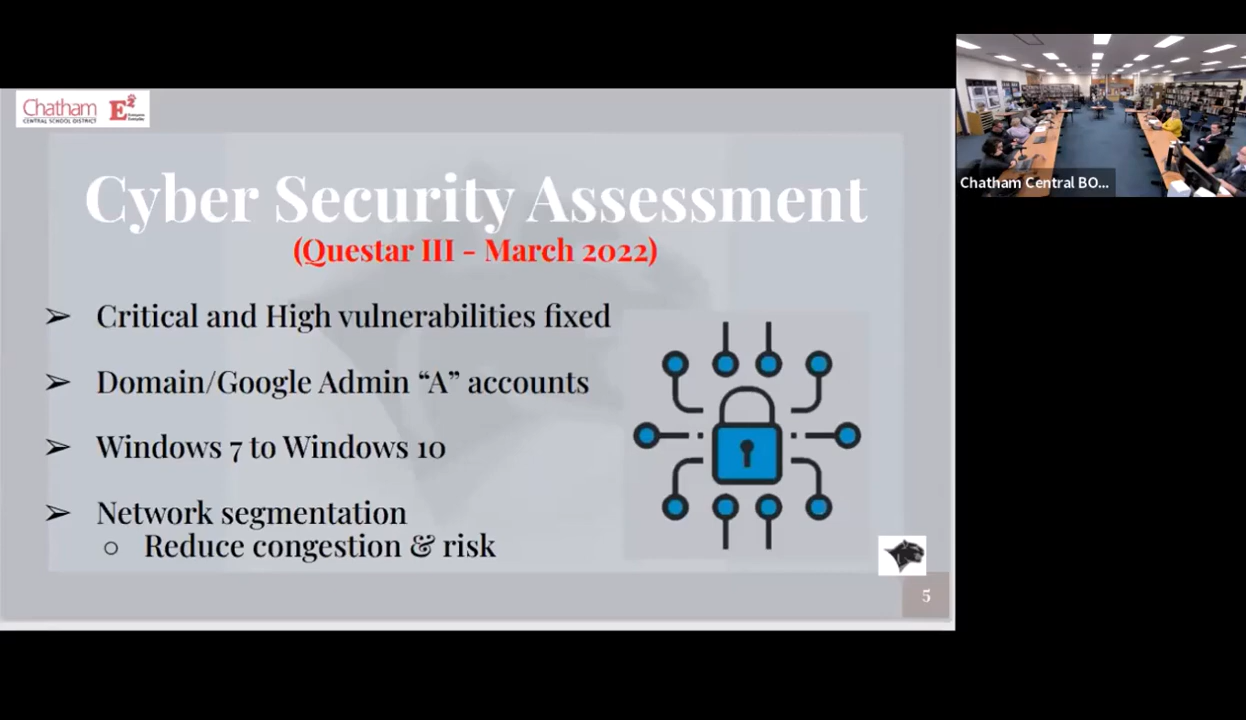 Chatham E²
CENTRAL SCHOOL DISTRICT
Cyber Security Assessment
(Questar III - March 2022)
➢ Critical and High vulnerabilities fixed
➢ Domain/Google Admin “A” accounts
➢ Windows 7 to Windows 10
➢ Network segmentation
○ Reduce congestion & risk
5
Chatham Central BO...